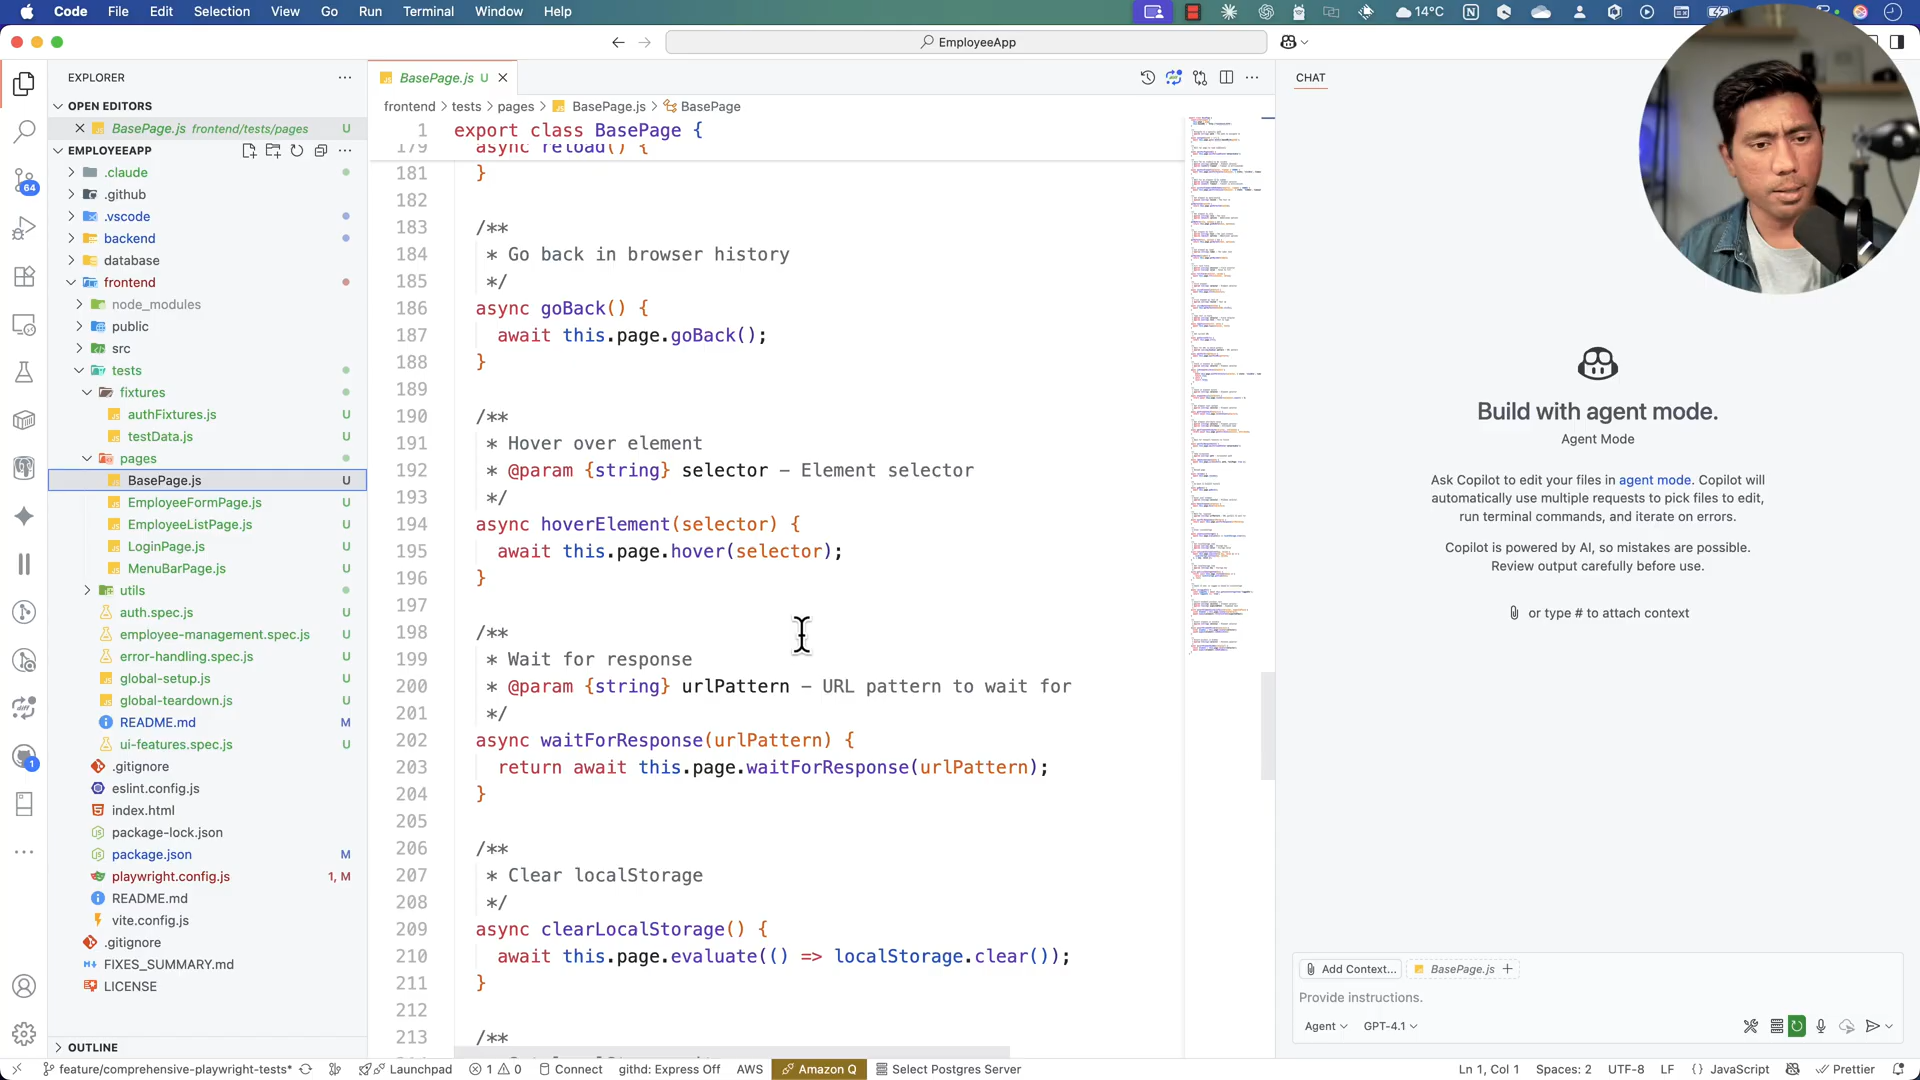 Code File Edit Selection View Go Run Terminal Window Help
14°C
EmployeeApp
EXPLORER
OPEN EDITORS
BasePage.js frontend/tests/pages U
EMPLOYEEAPP
.claude
.github
.vscode
backend
database
frontend
node_modules
public
src
tests
fixtures
authFixtures.js U
testData.js U
pages
BasePage.js U
EmployeeFormPage.js U
EmployeeListPage.js U
LoginPage.js U
MenuBarPage.js U
utils
auth.spec.js U
employee-management.spec.js U
error-handling.spec.js U
global-setup.js U
global-teardown.js U
README.md M
ui-features.spec.js U
.gitignore
eslint.config.js
index.html
package-lock.json
package.json M
playwright.config.js 1, M
README.md
vite.config.js
.gitignore
FIXES_SUMMARY.md
LICENSE
OUTLINE
64
1
BasePage.js U
frontend > tests > pages > BasePage.js > BasePage
1 export class BasePage {
179 async reload() {
181 }
182
183 /**
184 * Go back in browser history
185 */
186 async goBack() {
187 await this.page.goBack();
188 }
189
190 /**
191 * Hover over element
192 * @param {string} selector - Element selector
193 */
194 async hoverElement(selector) {
195 await this.page.hover(selector);
196 }
197
198 /**
199 * Wait for response
200 * @param {string} urlPattern - URL pattern to wait for
201 */
202 async waitForResponse(urlPattern) {
203 return await this.page.waitForResponse(urlPattern);
204 }
205
206 /**
207 * Clear localStorage
208 */
209 async clearLocalStorage() {
210 await this.page.evaluate(() => localStorage.clear());
211 }
212
213 /**
CHAT
Build with agent mode.
Agent Mode
Ask Copilot to edit your files in agent mode. Copilot will
automatically use multiple requests to pick files to edit,
run terminal commands, and iterate on errors.
Copilot is powered by AI, so mistakes are possible.
Review output carefully before use.
or type # to attach context
Add Context... BasePage.js +
Provide instructions.
Agent GPT-4.1
feature/comprehensive-playwright-tests* Launchpad 1 0 Connect githd: Express Off AWS Amazon Q Select Postgres Server
Ln 1, Col 1 Spaces: 2 UTF-8 LF {} JavaScript Prettier